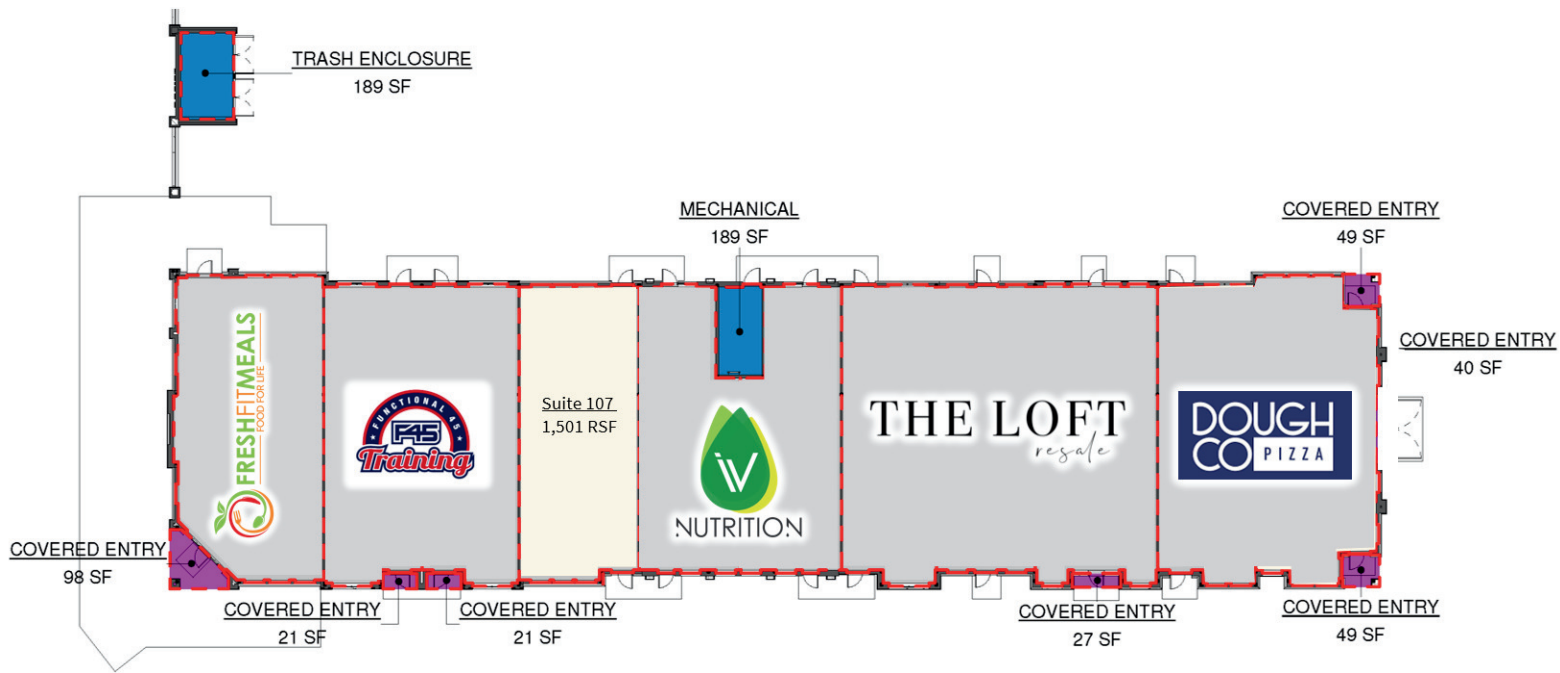 TRASH ENCLOSURE
189 SF
MECHANICAL
189 SF
COVERED ENTRY
49 SF
COVERED ENTRY
40 SF
FRESHFITMEALS
FOOD FOR LIFE
FUNCTIONAL 45
F45
Training
Suite 107
1,501 RSF
iV
NUTRITION
THE LOFT
resale
DOUGH
CO PIZZA
COVERED ENTRY
98 SF
COVERED ENTRY
21 SF
COVERED ENTRY
21 SF
COVERED ENTRY
27 SF
COVERED ENTRY
49 SF